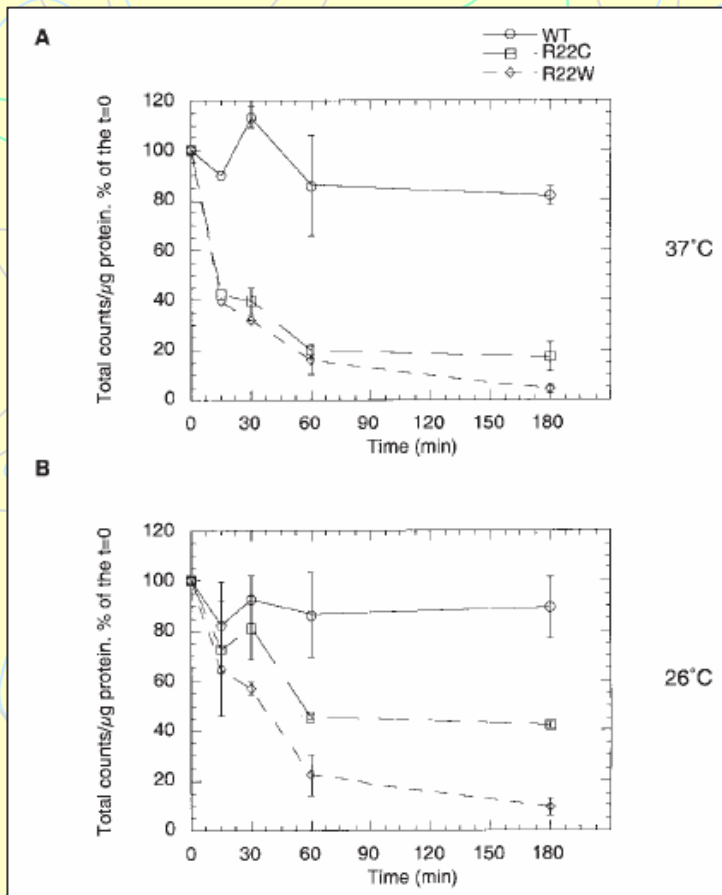 A
WT
R22C
R22W
Total counts/µg protein. % of the t=0
120
100
80
60
40
20
0
0 30 60 90 120 150 180
Time (min)
37˚C
B
Total counts/µg protein. % of the t=0
120
100
80
60
40
20
0
0 30 60 90 120 150 180
Time (min)
26˚C